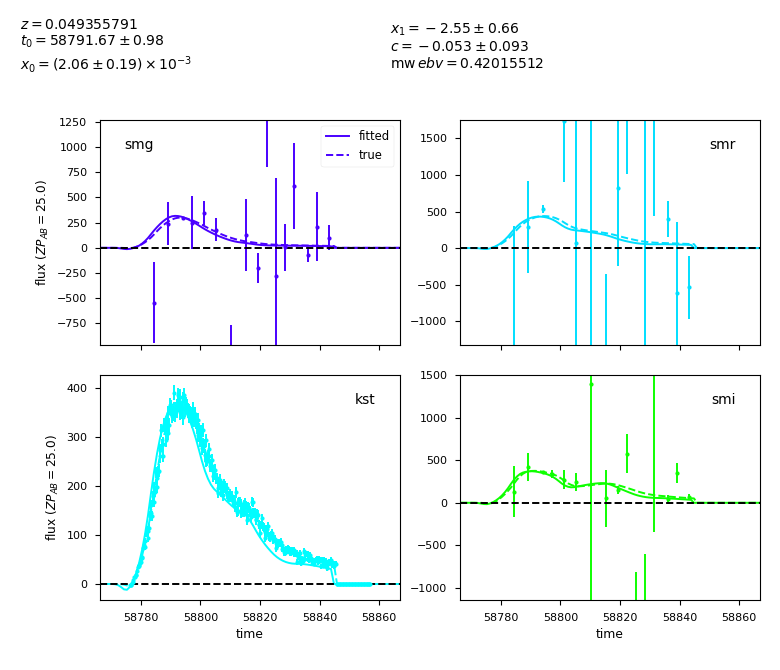 z = 0.049355791
t0 = 58791.67 ± 0.98
x0 = (2.06 ± 0.19) × 10^-3
x1 = −2.55 ± 0.66
c = −0.053 ± 0.093
mw ebv = 0.42015512
1250
1000
750
500
250
0
−250
−500
−750
flux (ZP_AB = 25.0)
smg
fitted
true
1500
1000
500
0
−500
−1000
smr
400
300
200
100
0
flux (ZP_AB = 25.0)
kst
58780 58800 58820 58840 58860
time
1500
1000
500
0
−500
−1000
smi
58780 58800 58820 58840 58860
time